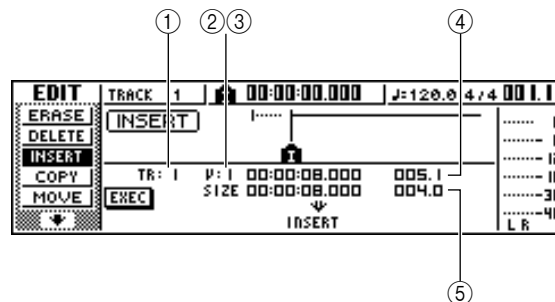 ① ②③ ④
EDIT TRACK 1 00:00:00.000 ♩=120.0 4/4 001.1
ERASE INSERT
DELETE
INSERT I
COPY TR: 1 V:1 00:00:08.000 005.1
MOVE EXEC SIZE 00:00:08.000 004.0
INSERT L R
⑤